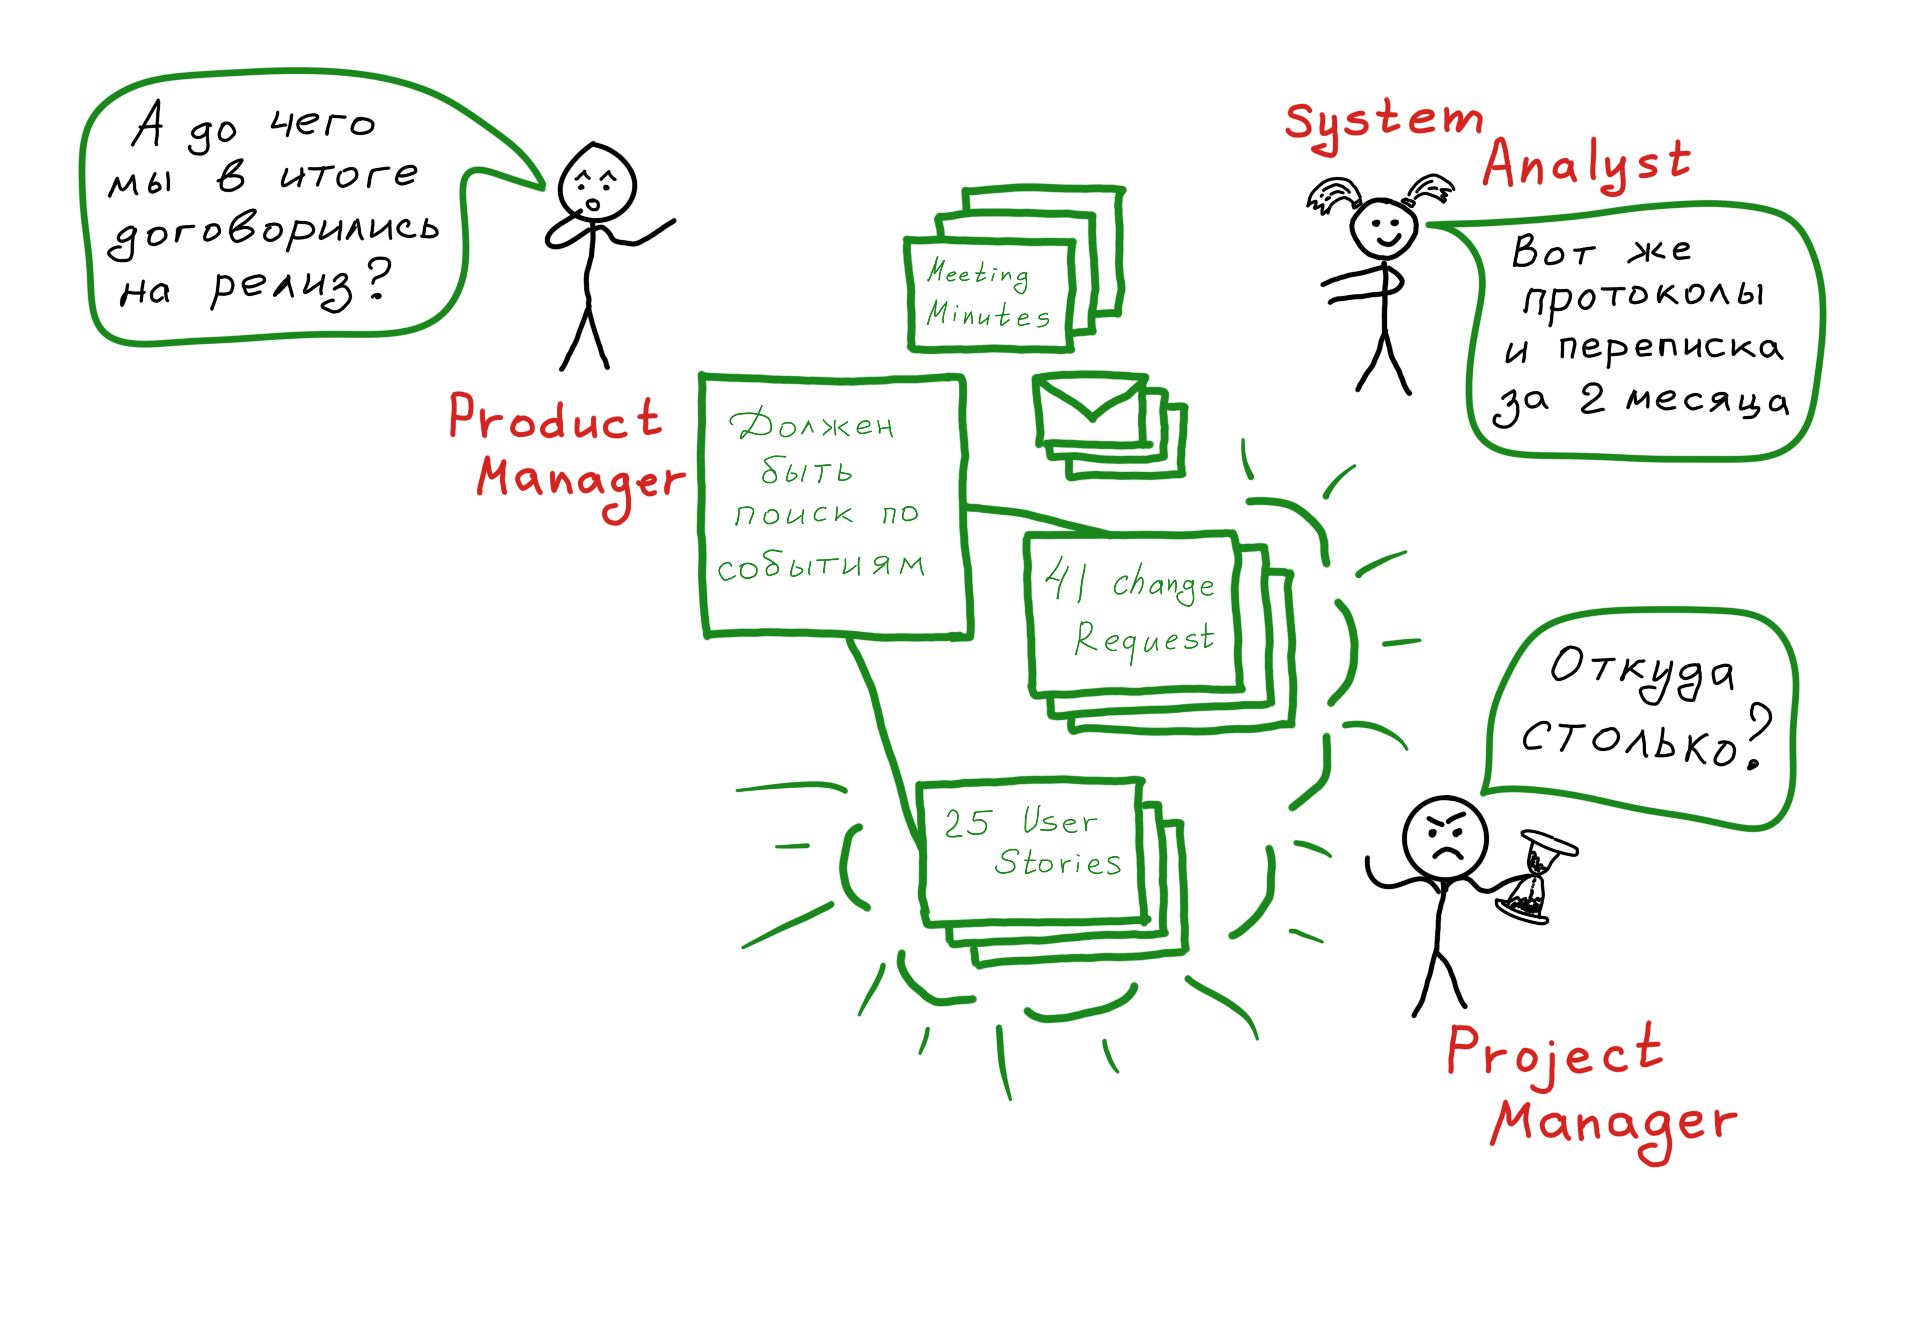 А до чего
мы в итоге
договорились
на релиз?
Product
Manager
System
Analyst
Вот же
протоколы
и переписка
за 2 месяца
Meeting
Minutes
Должен
быть
поиск по
событиям
41 change
Request
25 User
Stories
Откуда
столько?
Project
Manager